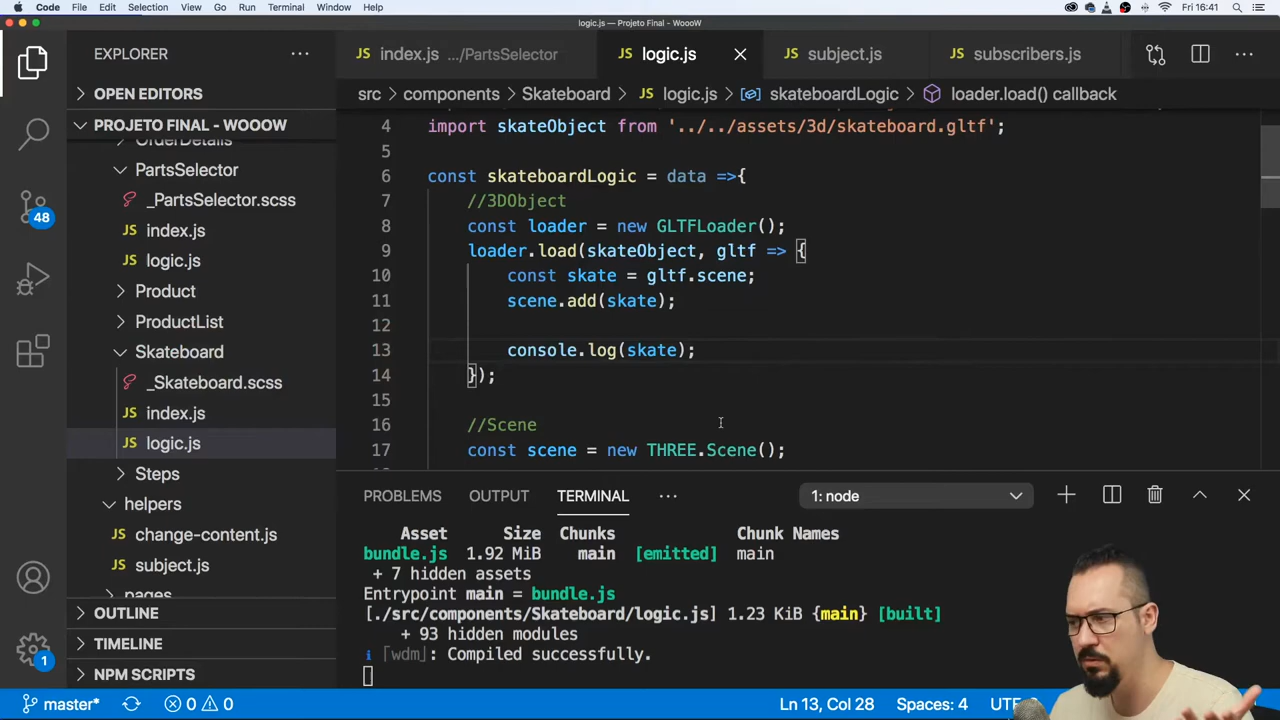 Code File Edit Selection View Go Run Terminal Window Help Fri 16:41
logic.js — Projeto Final - WoooW
EXPLORER
JS index.js .../PartsSelector JS logic.js JS subject.js JS subscribers.js
OPEN EDITORS
src > components > Skateboard > JS logic.js > skateboardLogic > loader.load() callback
PROJETO FINAL - WOOOW
OrderDetails
PartsSelector
_PartsSelector.scss
JS index.js
JS logic.js
Product
ProductList
Skateboard
_Skateboard.scss
JS index.js
JS logic.js
Steps
helpers
JS change-content.js
JS subject.js
pages
OUTLINE
TIMELINE
NPM SCRIPTS
48
1
4 import skateObject from '../../assets/3d/skateboard.gltf';
5
6 const skateboardLogic = data =>{
7 //3DObject
8 const loader = new GLTFLoader();
9 loader.load(skateObject, gltf => {
10 const skate = gltf.scene;
11 scene.add(skate);
12
13 console.log(skate);
14 });
15
16 //Scene
17 const scene = new THREE.Scene();
PROBLEMS OUTPUT TERMINAL 1: node
Asset Size Chunks Chunk Names
bundle.js 1.92 MiB main [emitted] main
+ 7 hidden assets
Entrypoint main = bundle.js
[./src/components/Skateboard/logic.js] 1.23 KiB {main} [built]
+ 93 hidden modules
ℹ ｢wdm｣: Compiled successfully.
master* 0 0 Ln 13, Col 28 Spaces: 4